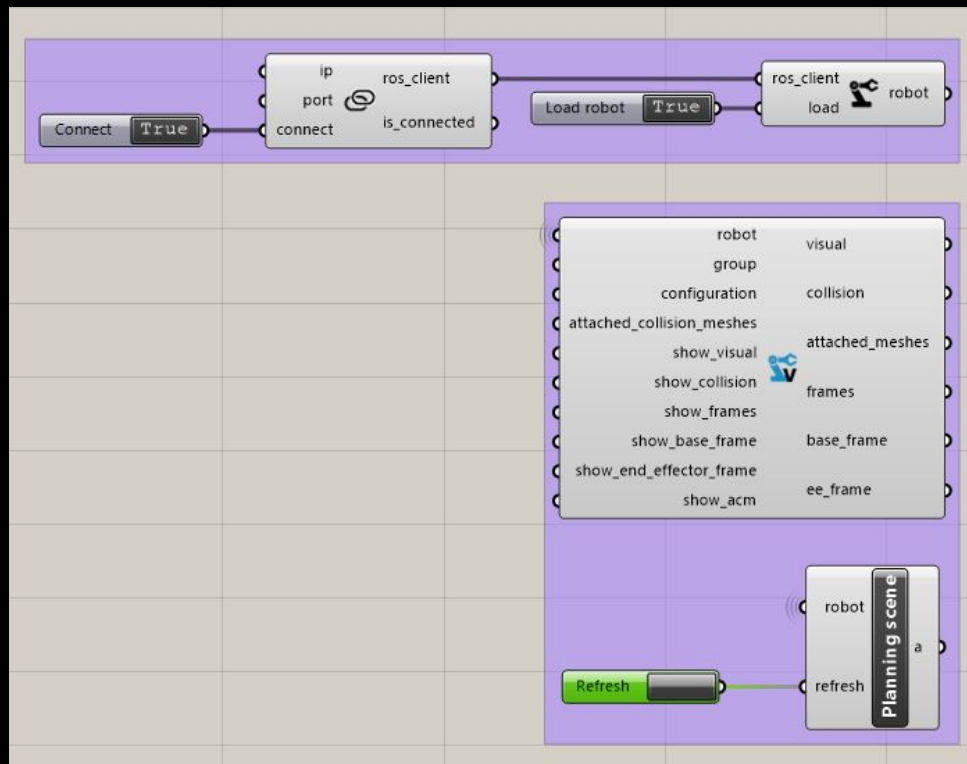 ip
port
connect
ros_client
is_connected
Connect True
Load robot True
ros_client
load
robot
robot
group
configuration
attached_collision_meshes
show_visual
show_collision
show_frames
show_base_frame
show_end_effector_frame
show_acm
V
visual
collision
attached_meshes
frames
base_frame
ee_frame
robot
refresh
Planning scene
a
Refresh